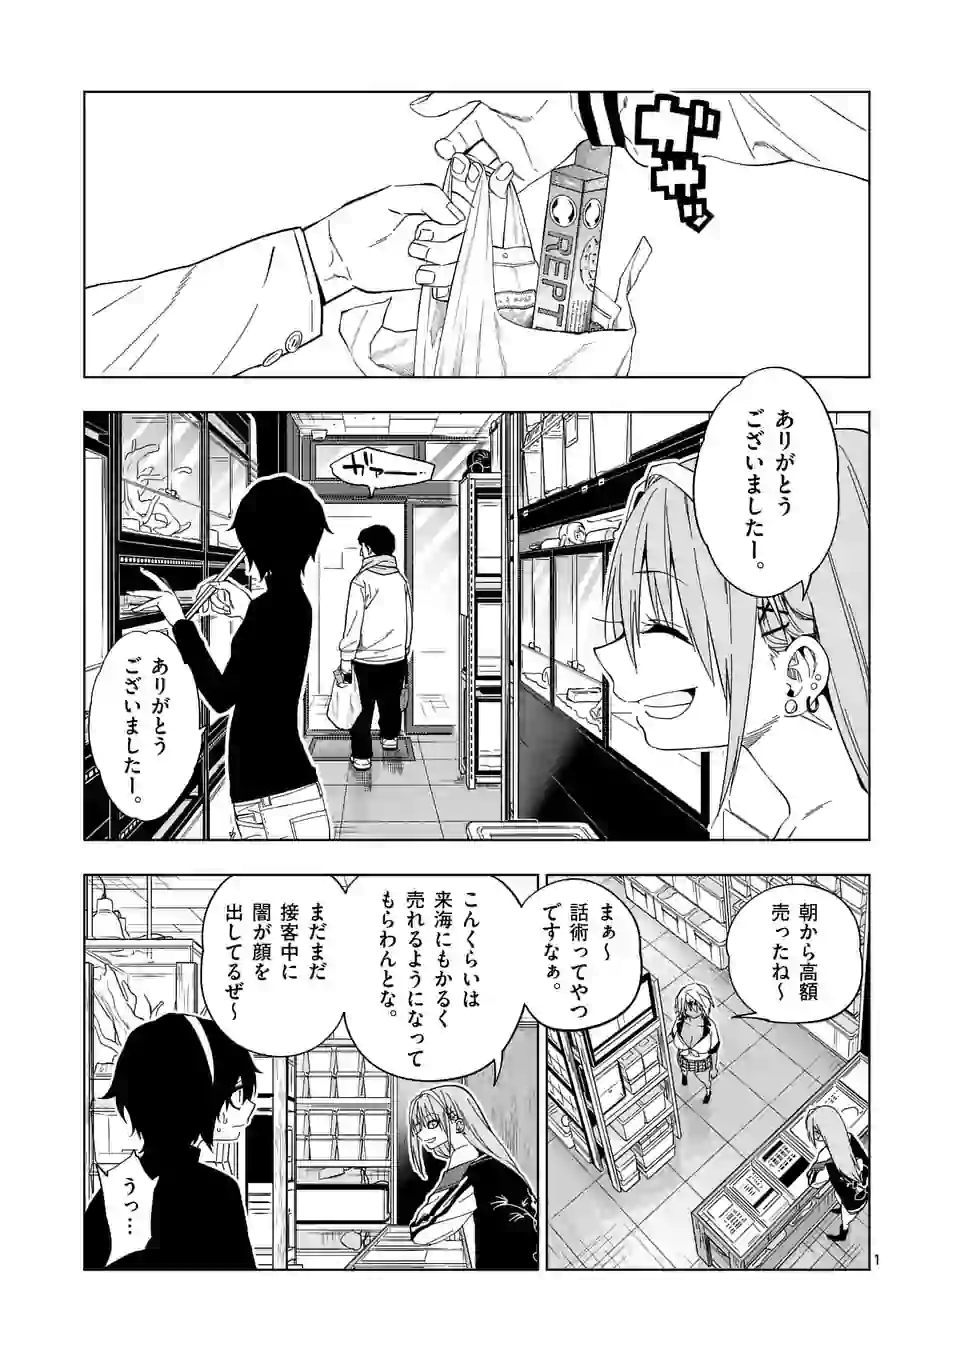 ギギッ
REPT
ありがとう
ございましたー。
ガァーー
ありがとう
ございましたー。
朝から高額
売ったね〜
まぁ〜
話術ってやつ
ですなぁ。
こんくらいは
来海にもかるく
売れるようになって
もらわんとな。
まだまだ
接客中に
闇が顔を
出してるぜ〜
うっ…
1